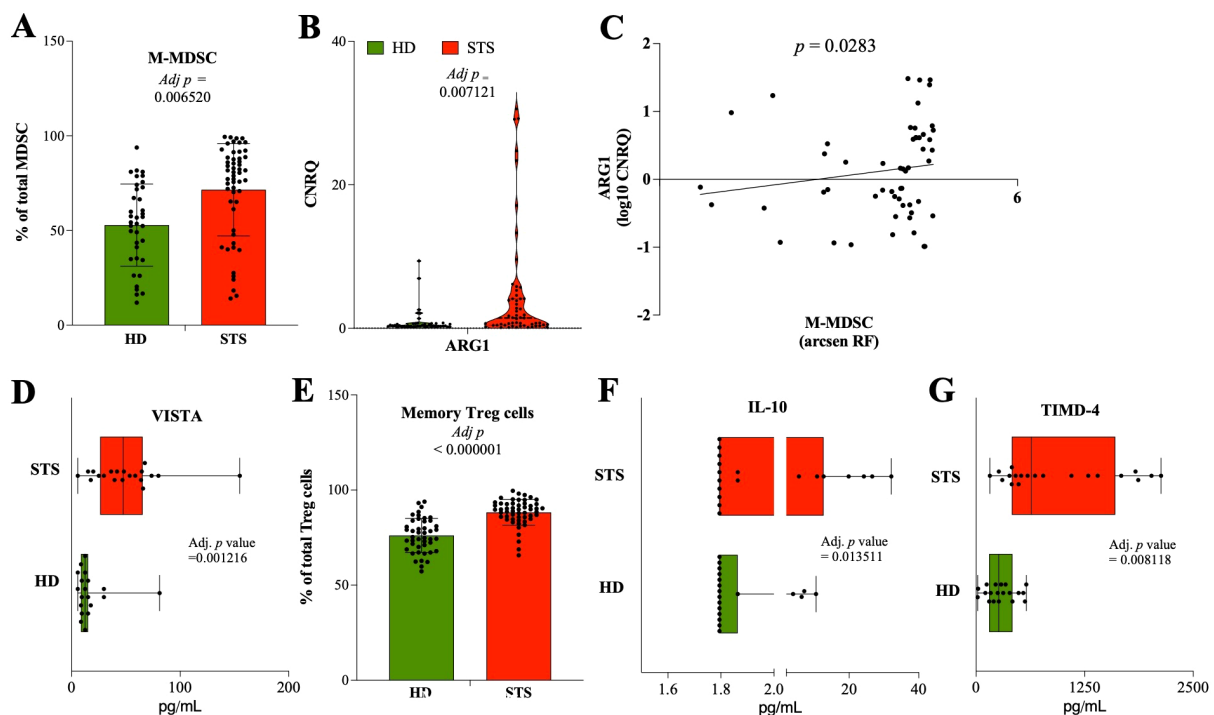 A
M-MDSC
Adj p =
0.006520
% of total MDSC
150
100
50
0
HD
STS
B
HD
STS
Adj p =
0.007121
CNRQ
40
20
0
ARG1
C
p = 0.0283
ARG1
(log10 CNRQ)
2
1
0
-1
-2
6
M-MDSC
(arcsen RF)
D
VISTA
STS
HD
Adj. p value
=0.001216
0
100
200
pg/mL
E
Memory Treg cells
Adj p
< 0.000001
% of total Treg cells
150
100
50
0
HD
STS
F
IL-10
STS
HD
Adj. p value
= 0.013511
1.6
1.8
2.0
20
40
pg/mL
G
TIMD-4
STS
HD
Adj. p value
= 0.008118
0
1250
2500
pg/mL